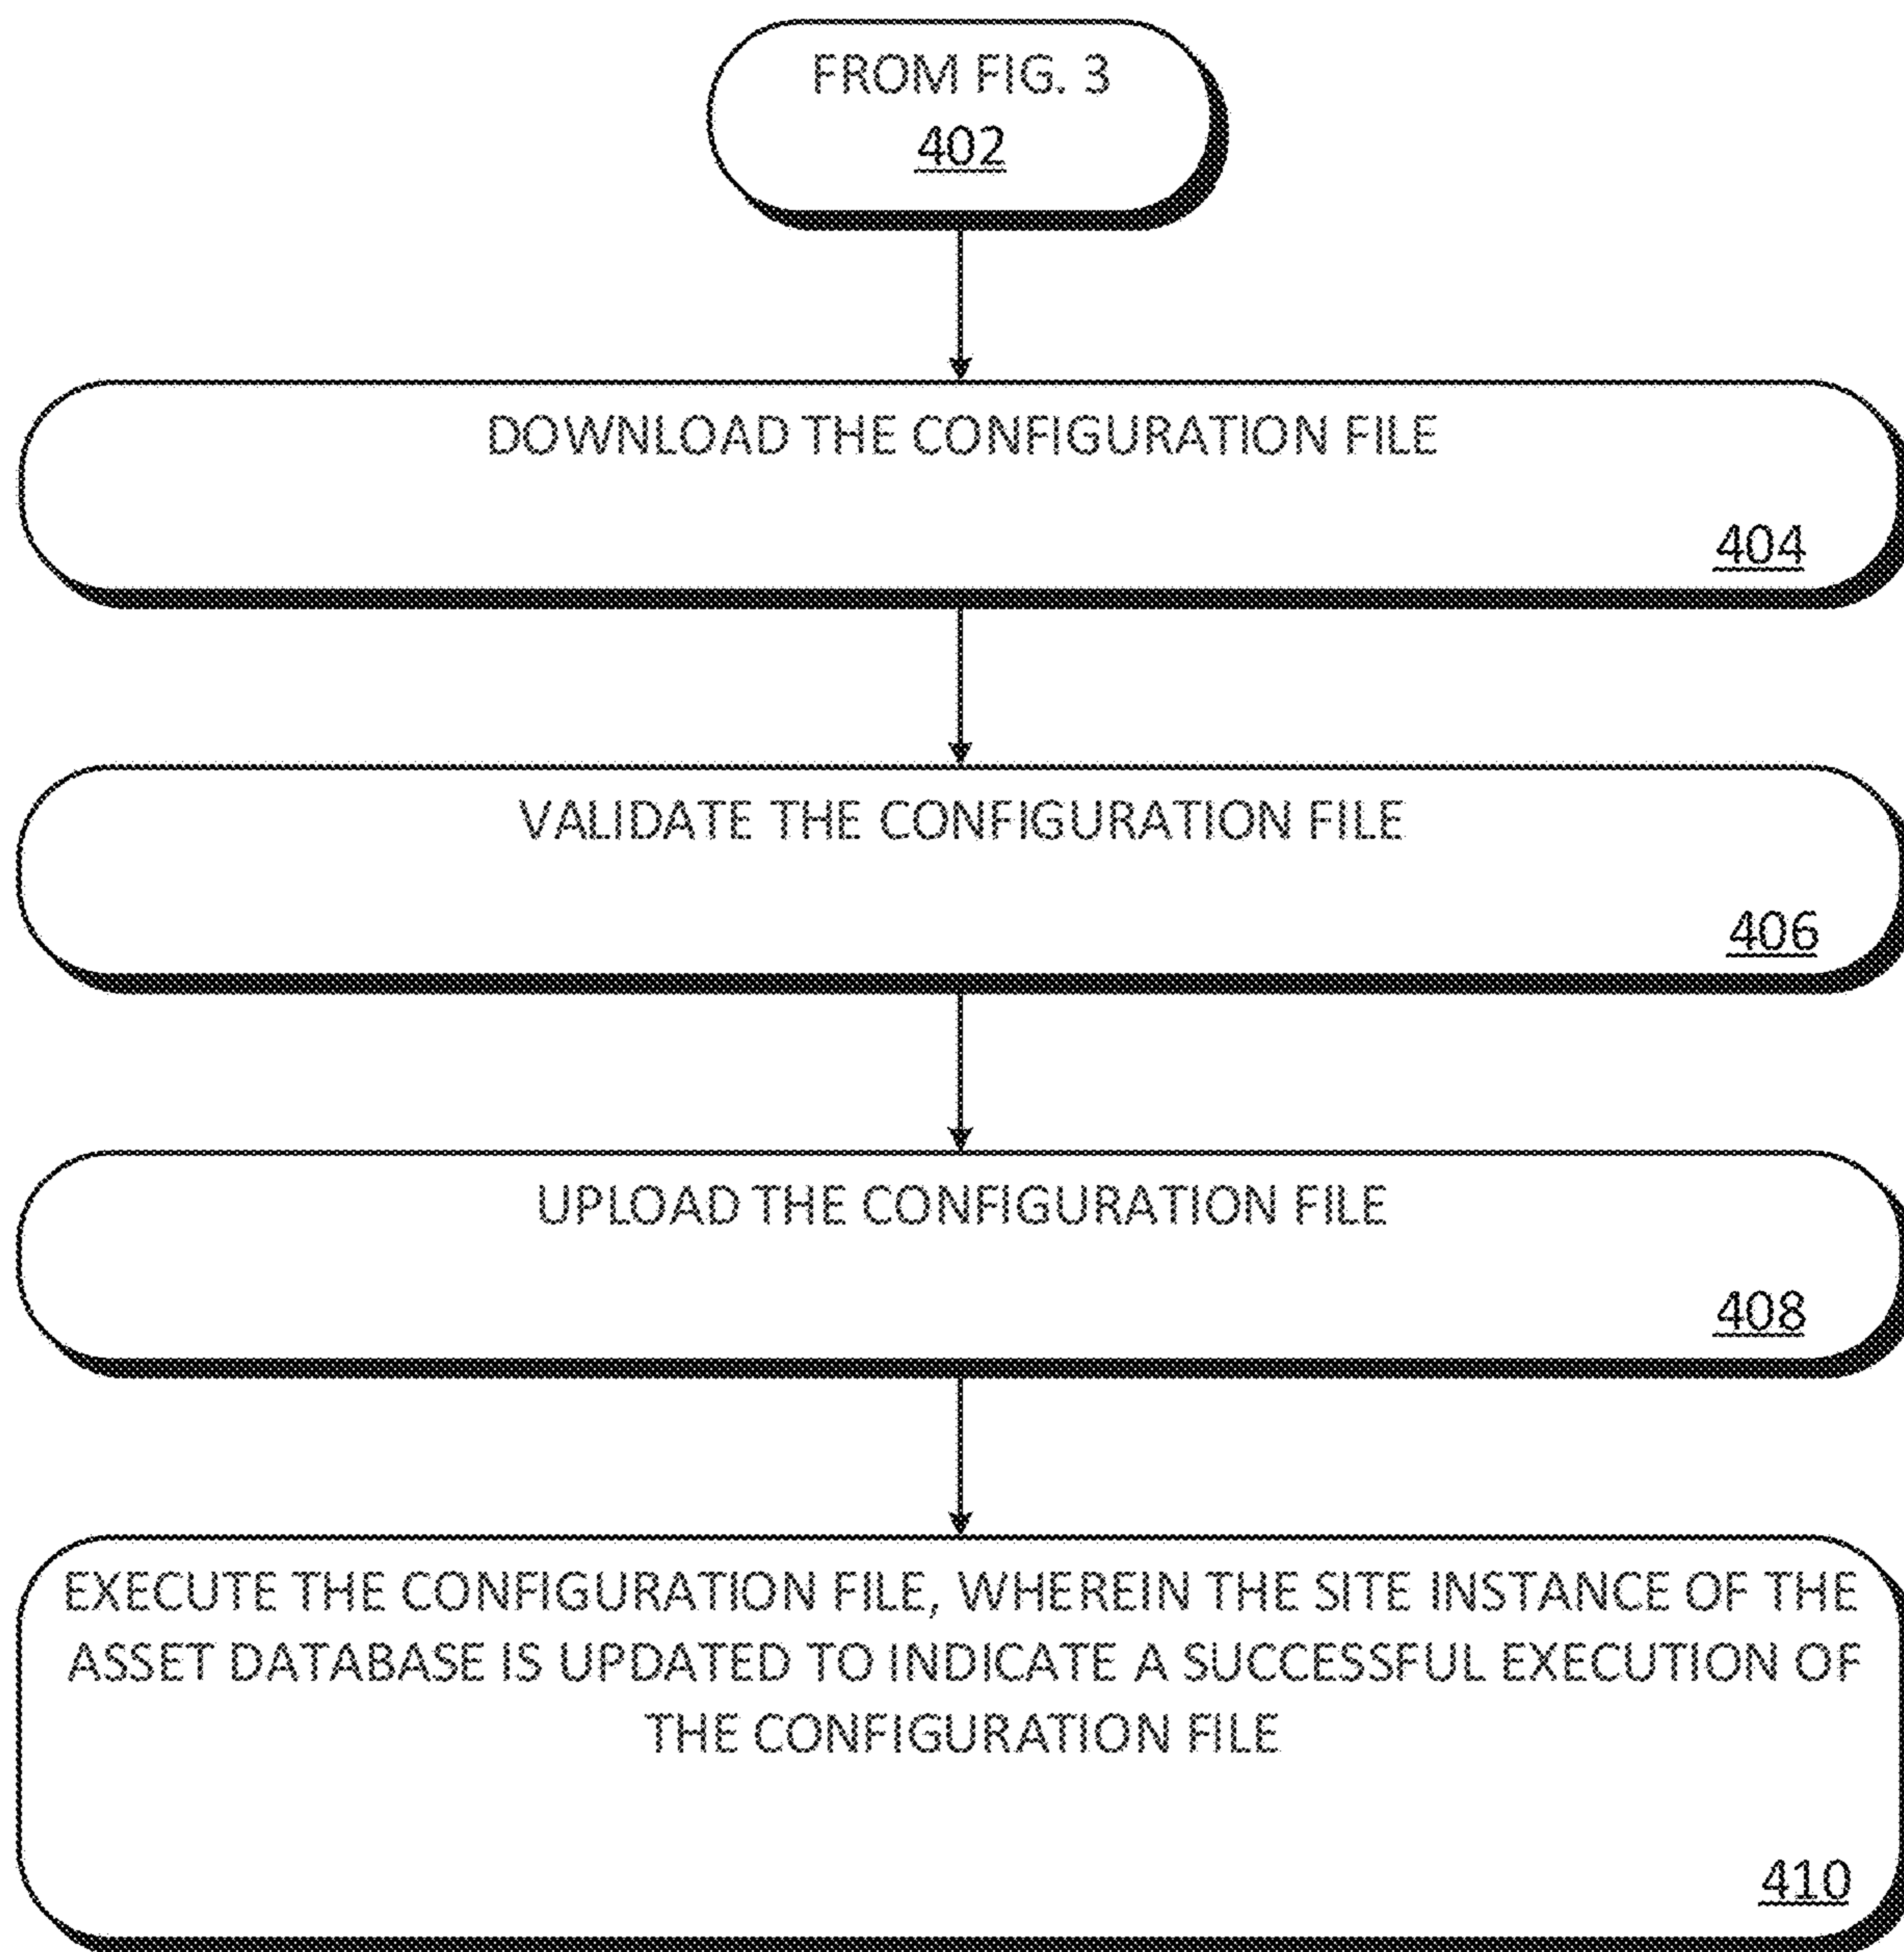 FROM FIG. 3
402
DOWNLOAD THE CONFIGURATION FILE
404
VALIDATE THE CONFIGURATION FILE
406
UPLOAD THE CONFIGURATION FILE
408
EXECUTE THE CONFIGURATION FILE, WHEREIN THE SITE INSTANCE OF THE
ASSET DATABASE IS UPDATED TO INDICATE A SUCCESSFUL EXECUTION OF
THE CONFIGURATION FILE
410